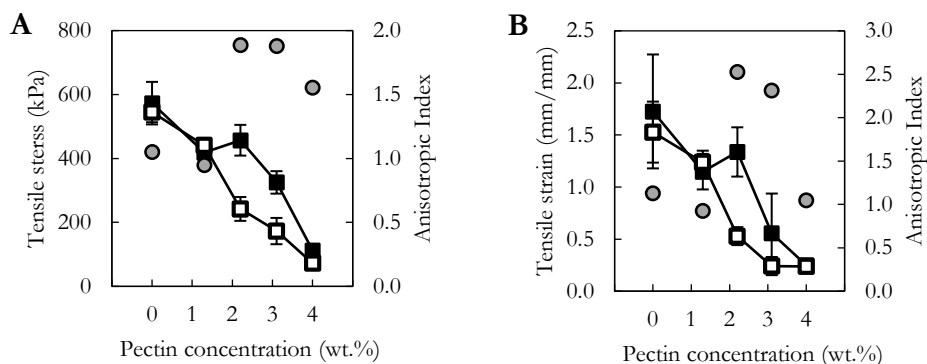 A
800
600
400
200
0
Tensile sterss (kPa)
2.0
1.5
1.0
0.5
0.0
Anisotropic Index
0 1 2 3 4
Pectin concentration (wt.%)
B
2.5
2.0
1.5
1.0
0.5
0.0
Tensile strain (mm/mm)
3.0
2.5
2.0
1.5
1.0
0.5
0.0
Anisotropic Index
0 1 2 3 4
Pectin concentration (wt.%)